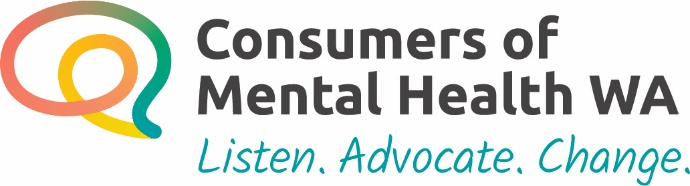 Consumers of
Mental Health WA
Listen. Advocate. Change.